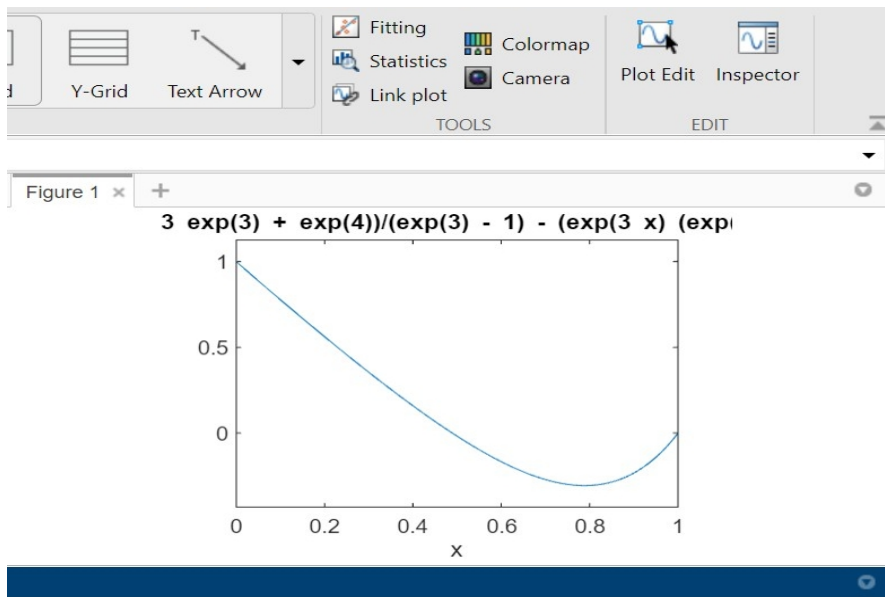 Fitting
Statistics
Link plot
Colormap
Camera
TOOLS
Y-Grid
T
Text Arrow
Plot Edit
Inspector
EDIT
Figure 1
3 exp(3) + exp(4))/(exp(3) - 1) - (exp(3 x) (exp(
1
0.5
0
0 0.2 0.4 0.6 0.8 1
x